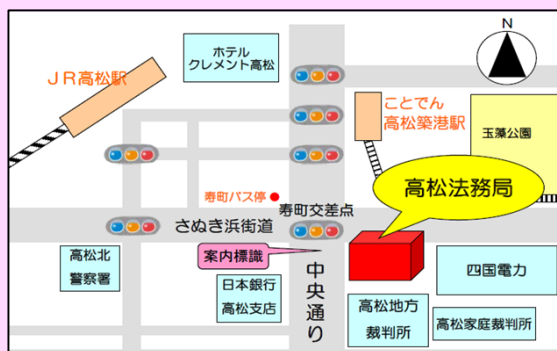 N
ホテル
クレメント高松
JR高松駅
ことでん
高松築港駅
玉藻公園
高松法務局
寿町バス停
寿町交差点
さぬき浜街道
案内標識
高松北
警察署
日本銀行
高松支店
中央通り
四国電力
高松地方
裁判所
高松家庭裁判所